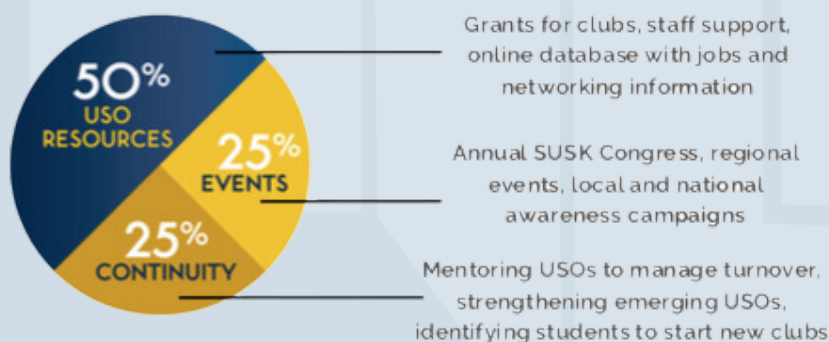 50%
USO
RESOURCES
25%
EVENTS
25%
CONTINUITY
Grants for clubs, staff support,
online database with jobs and
networking information
Annual SUSK Congress, regional
events, local and national
awareness campaigns
Mentoring USOs to manage turnover,
strengthening emerging USOs,
identifying students to start new clubs